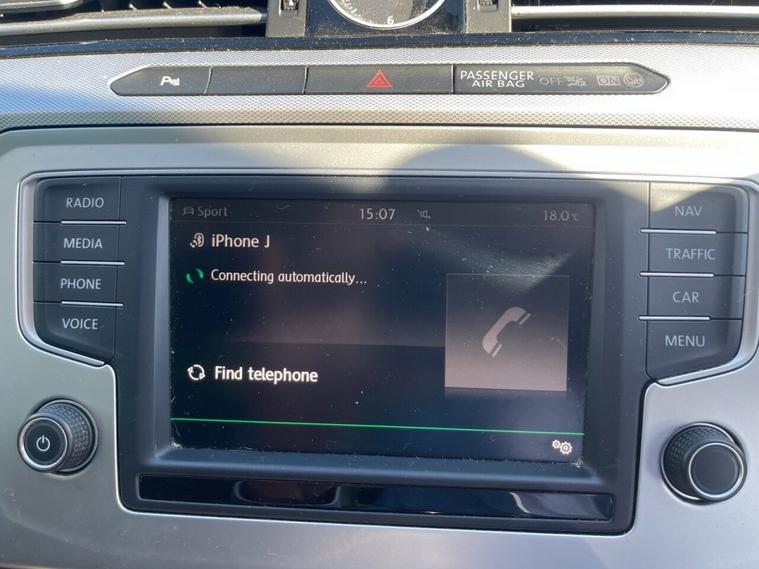 6
PASSENGER
AIR BAG
OFF
ON
RADIO
MEDIA
PHONE
VOICE
Sport
15:07
18.0°C
iPhone J
Connecting automatically...
Find telephone
NAV
TRAFFIC
CAR
MENU